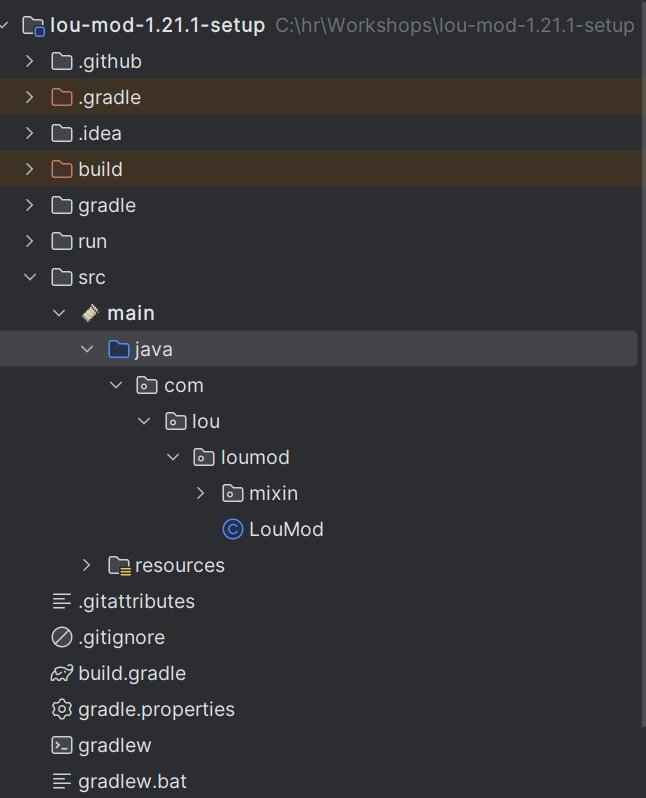 lou-mod-1.21.1-setup C:\hr\Workshops\lou-mod-1.21.1-setup
.github
.gradle
.idea
build
gradle
run
src
main
java
com
lou
loumod
mixin
LouMod
resources
.gitattributes
.gitignore
build.gradle
gradle.properties
gradlew
gradlew.bat